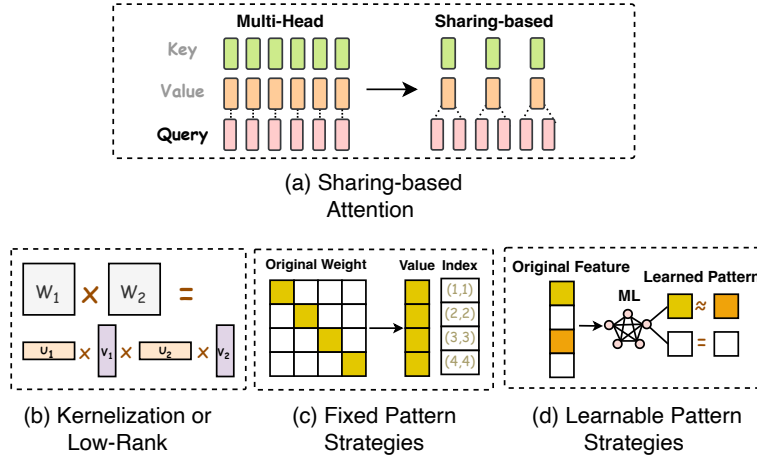 Multi-Head Sharing-based
Key
Value
Query
(a) Sharing-based
Attention
W1 × W2 =
U1 × V1 × U2 × V2
(b) Kernelization or
Low-Rank
Original Weight Value Index
(1,1)
(2,2)
(3,3)
(4,4)
(c) Fixed Pattern
Strategies
Original Feature
ML
Learned Pattern
≈
=
(d) Learnable Pattern
Strategies